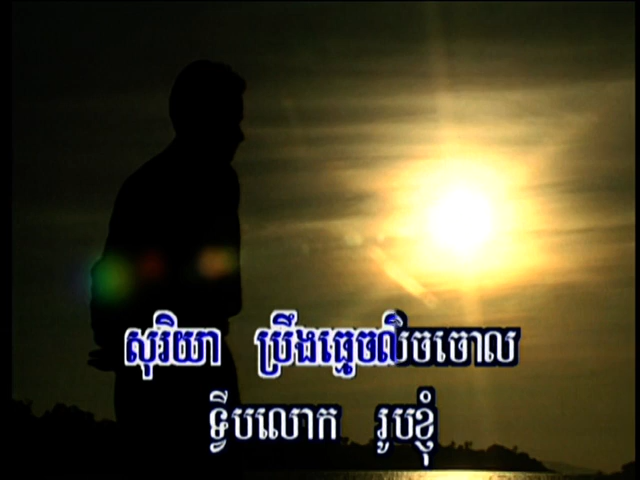 សុរិយា ប្រឹងធ្មេចលិចចោល
ទ្វីបលោក រូបខ្ញុំ